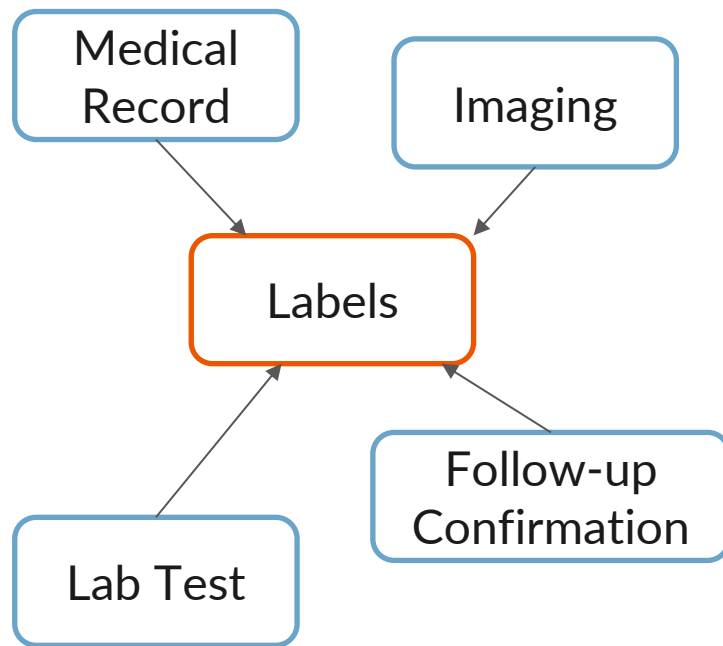 Medical
Record
Imaging
Labels
Follow-up
Confirmation
Lab Test